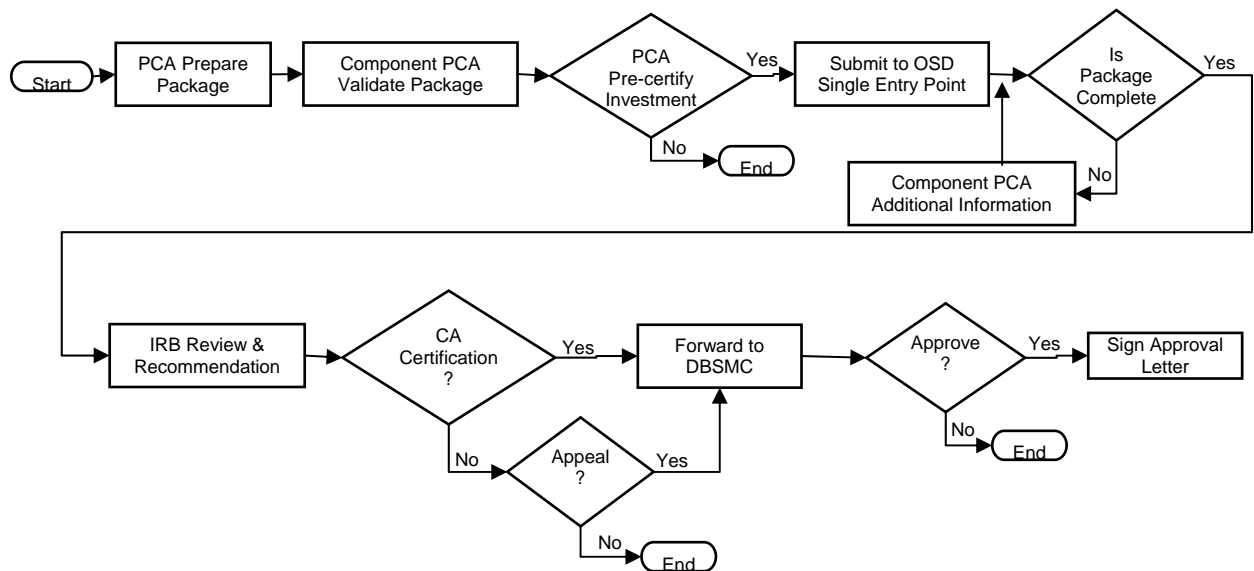 Start
PCA Prepare
Package
Component PCA
Validate Package
PCA
Pre-certify
Investment
Yes
No
End
Submit to OSD
Single Entry Point
Is
Package
Complete
Yes
No
Component PCA
Additional Information
IRB Review &
Recommendation
CA
Certification
?
Yes
No
Appeal
?
Yes
No
End
Forward to
DBSMC
Approve
?
Yes
No
End
Sign Approval
Letter